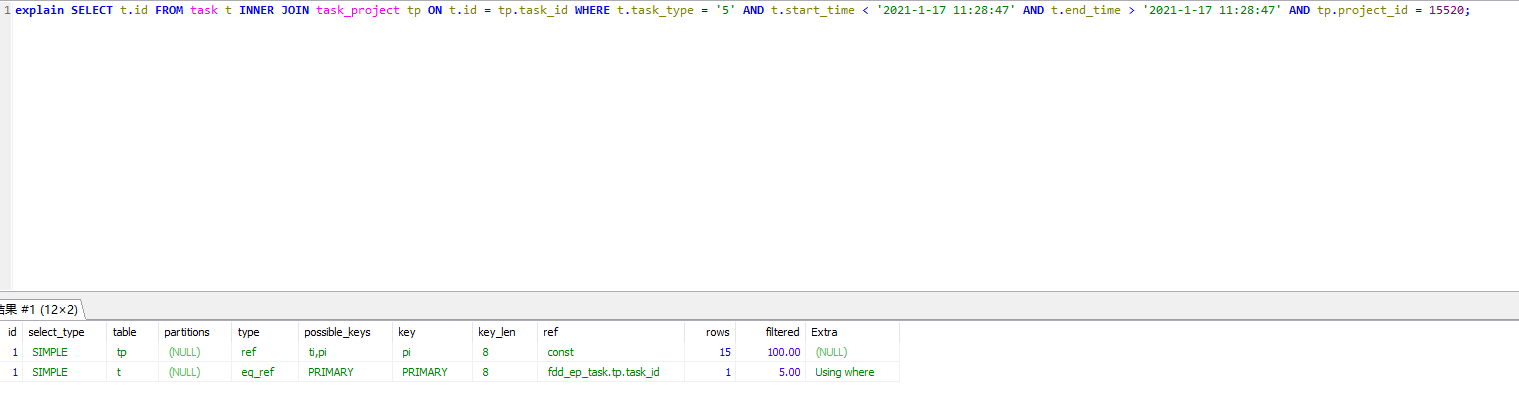 1 explain SELECT t.id FROM task t INNER JOIN task_project tp ON t.id = tp.task_id WHERE t.task_type = '5' AND t.start_time < '2021-1-17 11:28:47' AND t.end_time > '2021-1-17 11:28:47' AND tp.project_id = 15520;
结果 #1 (12×2)
id select_type table partitions type possible_keys key key_len ref rows filtered Extra
1 SIMPLE tp (NULL) ref ti,pi pi 8 const 15 100.00 (NULL)
1 SIMPLE t (NULL) eq_ref PRIMARY PRIMARY 8 fdd_ep_task.tp.task_id 1 5.00 Using where